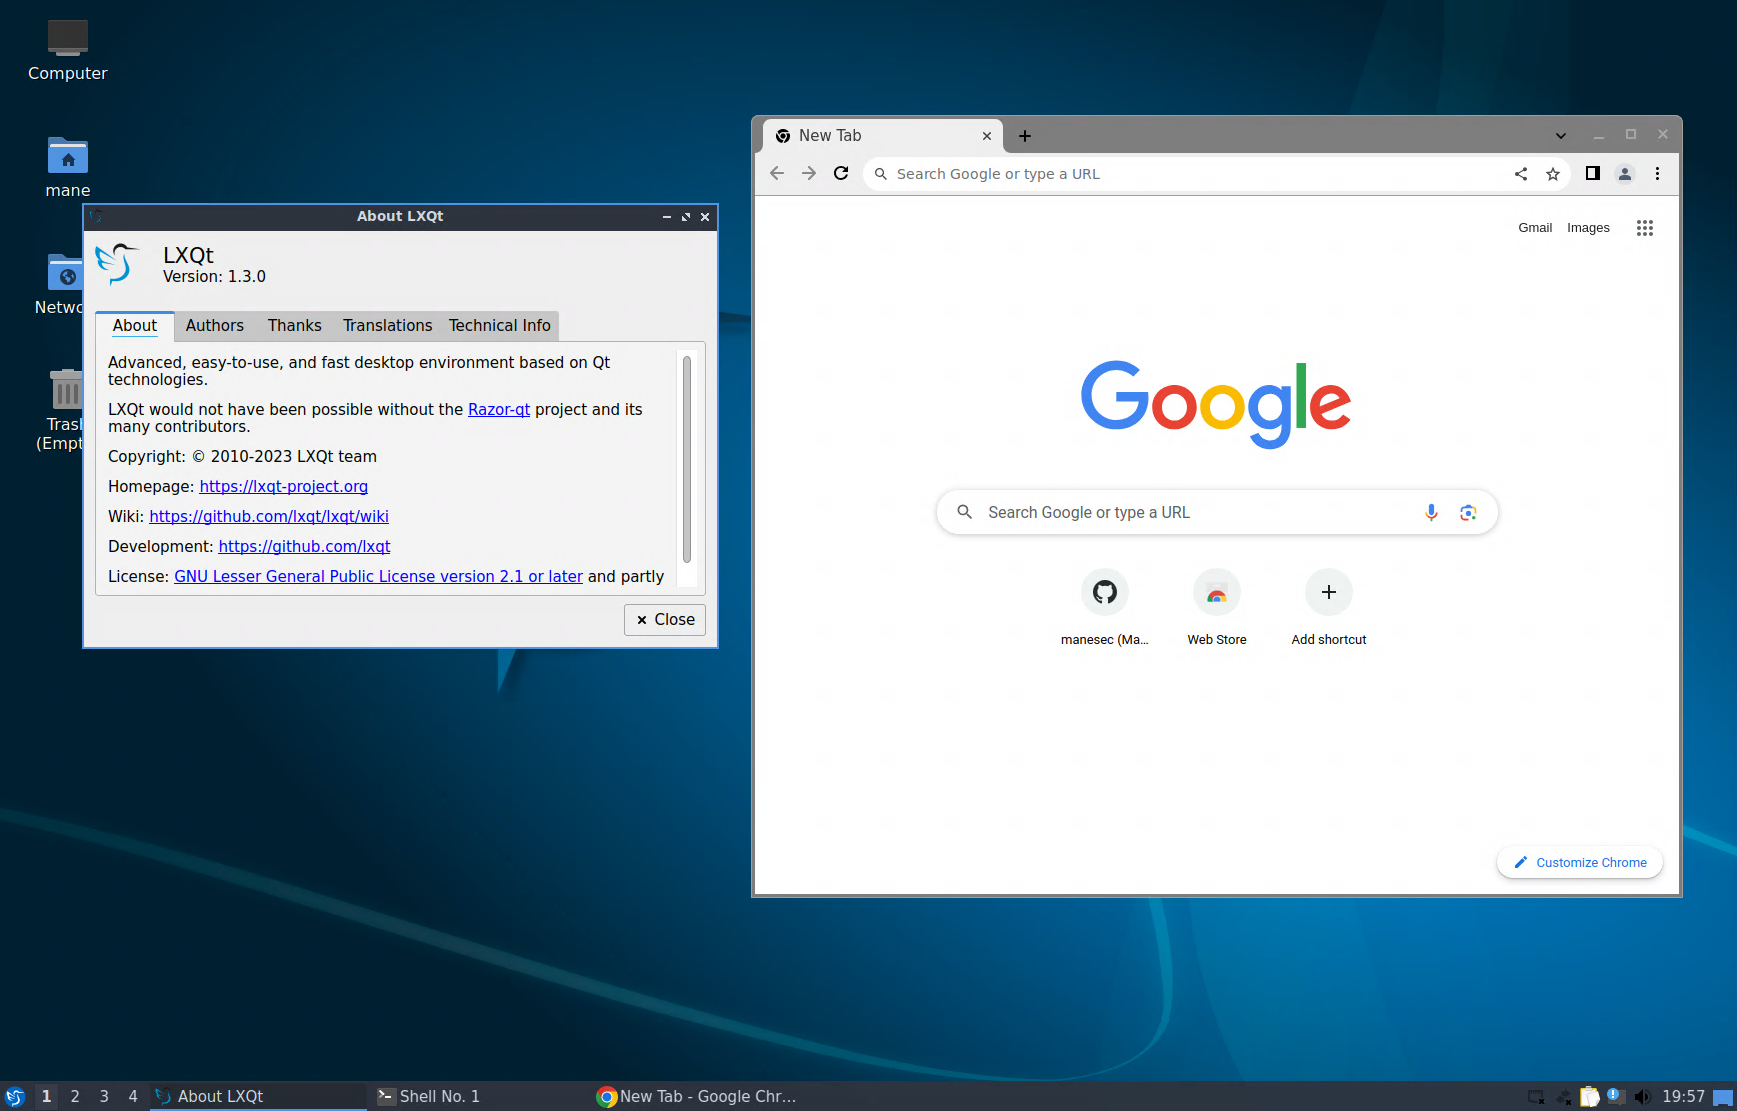 Computer
mane
Trash
(Empt
About LXQt
LXQt
Version: 1.3.0
About Authors Thanks Translations Technical Info
Advanced, easy-to-use, and fast desktop environment based on Qt
technologies.
LXQt would not have been possible without the Razor-qt project and its
many contributors.
Copyright: © 2010-2023 LXQt team
Homepage: https://lxqt-project.org
Wiki: https://github.com/lxqt/lxqt/wiki
Development: https://github.com/lxqt
License: GNU Lesser General Public License version 2.1 or later and partly
Close
New Tab
Search Google or type a URL
Gmail Images
Google
Search Google or type a URL
manesec (Ma...
Web Store
Add shortcut
Customize Chrome
1 2 3 4 About LXQt Shell No. 1 New Tab - Google Chr... 19:57